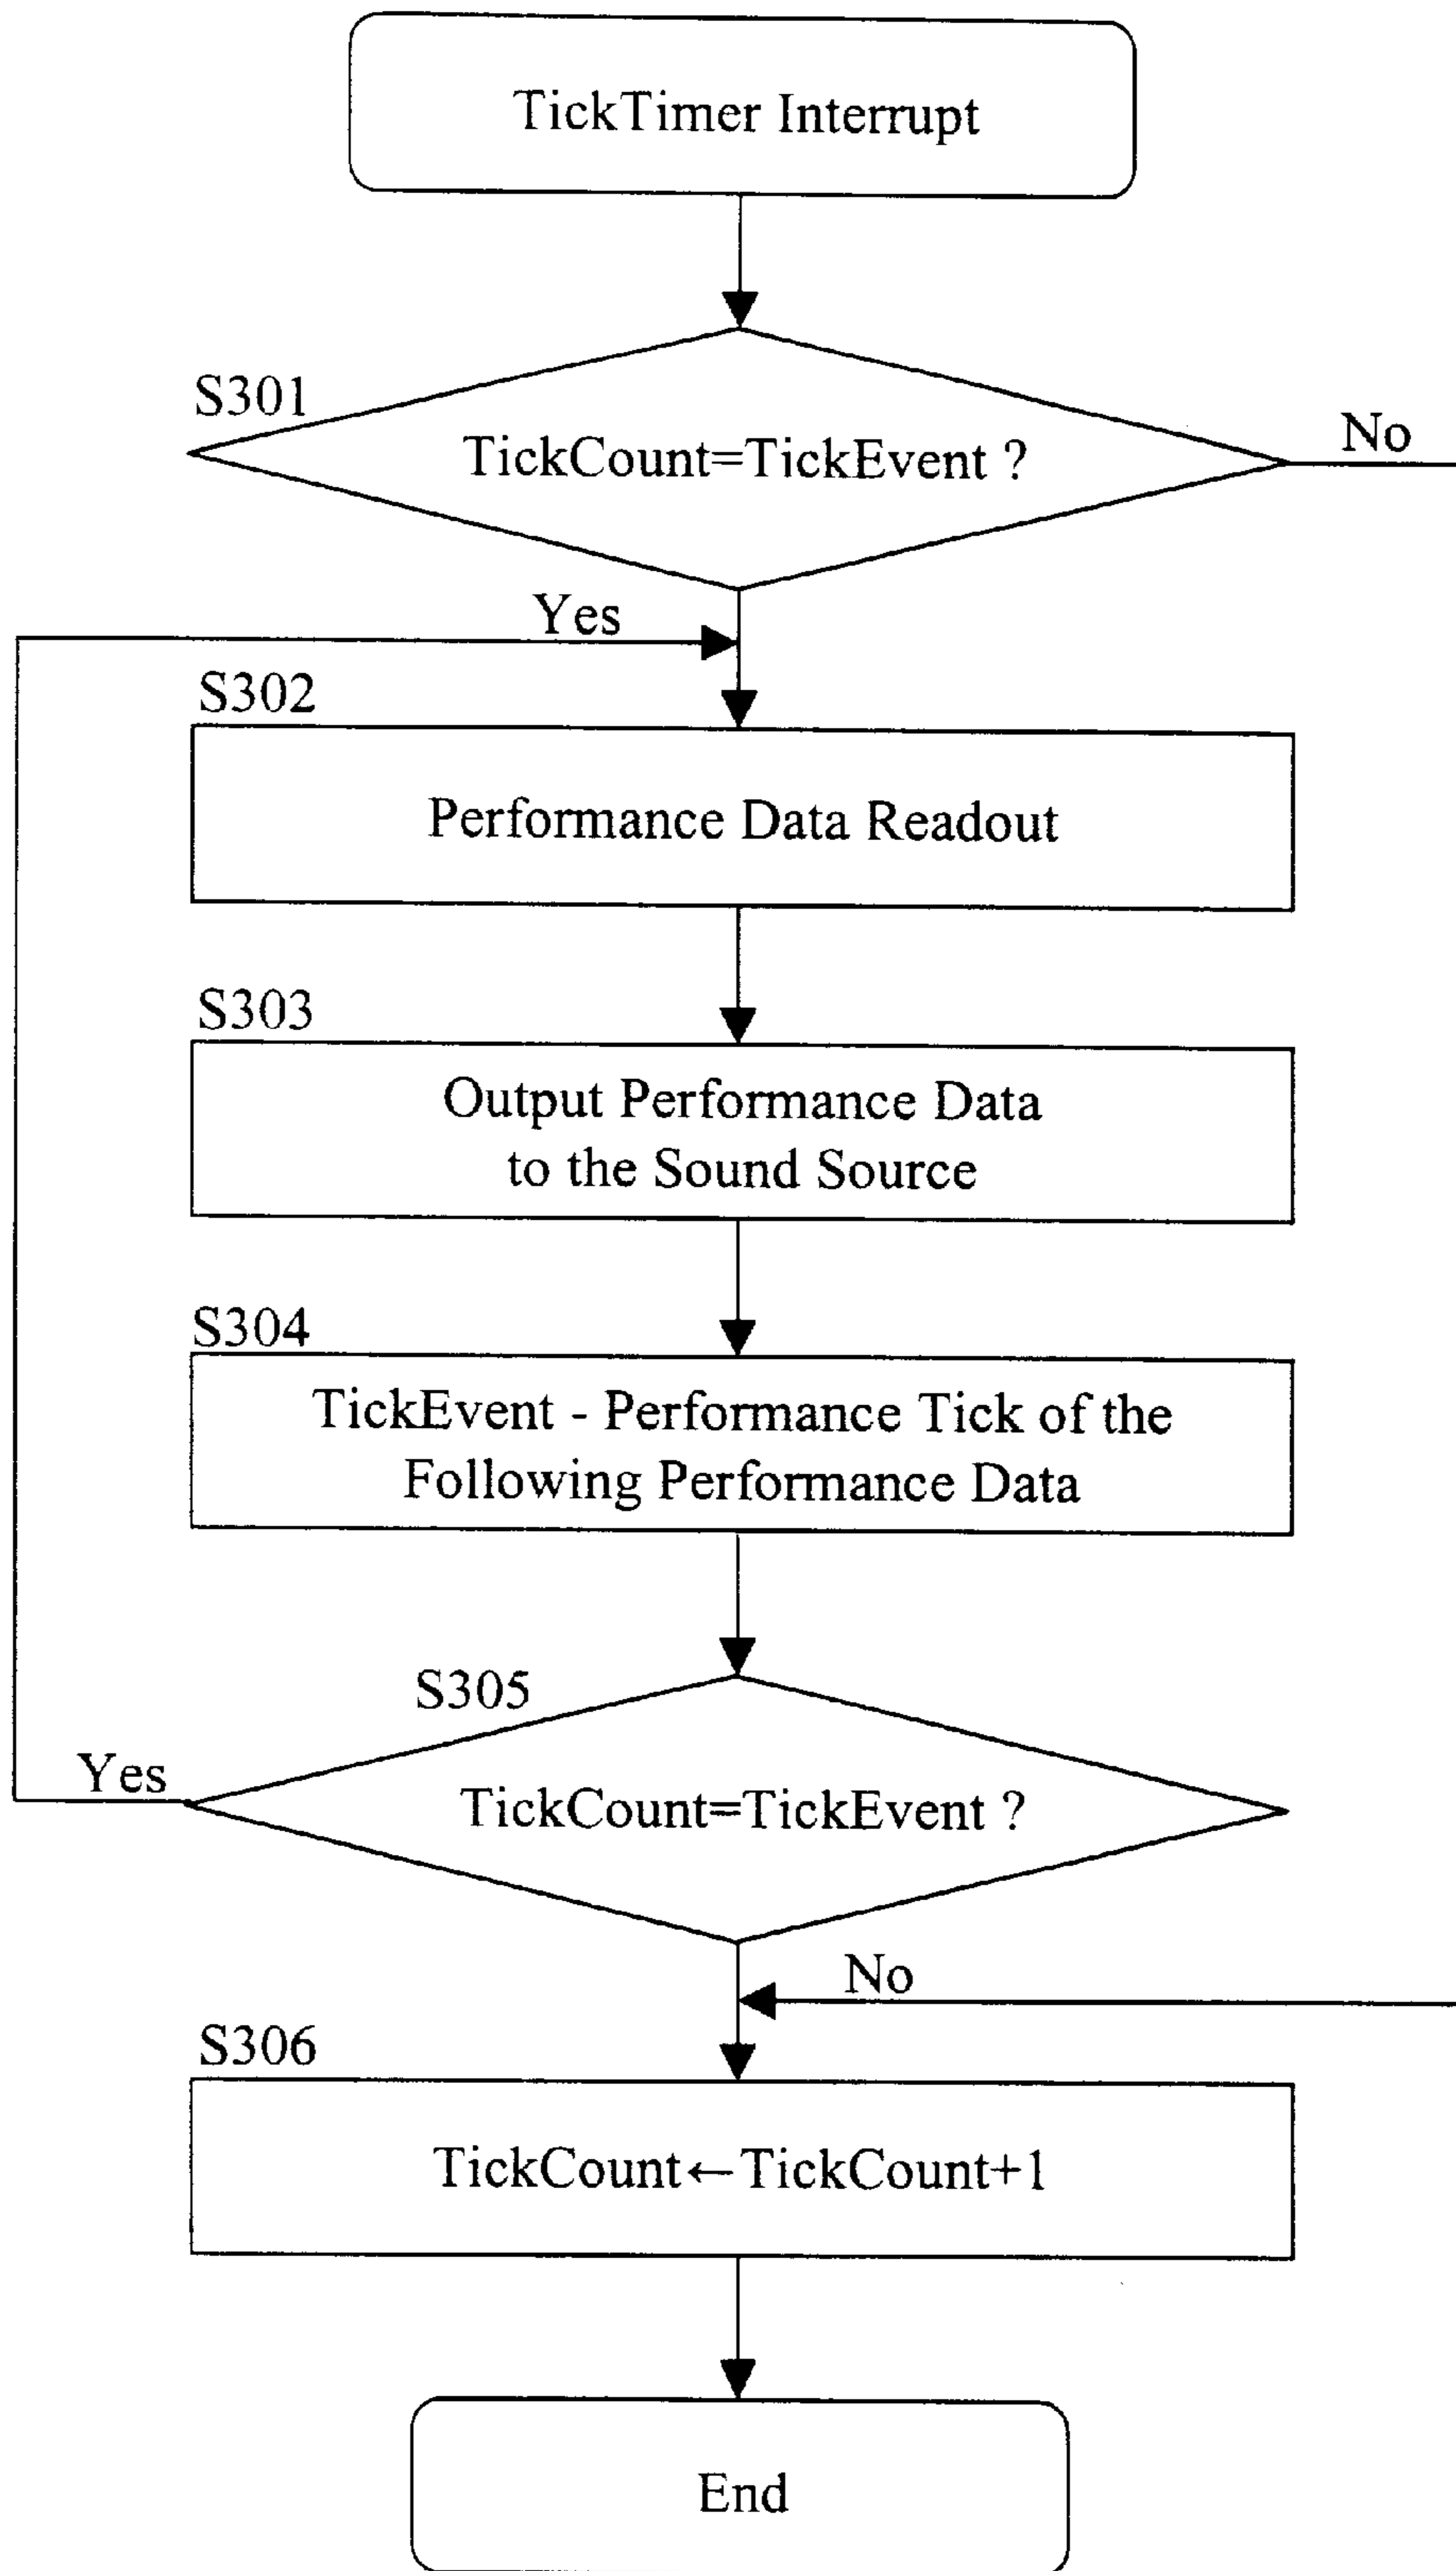 TickTimer Interrupt
S301
TickCount=TickEvent ?
No
Yes
S302
Performance Data Readout
S303
Output Performance Data
to the Sound Source
S304
TickEvent - Performance Tick of the
Following Performance Data
S305
Yes
TickCount=TickEvent ?
No
S306
TickCount←TickCount+1
End